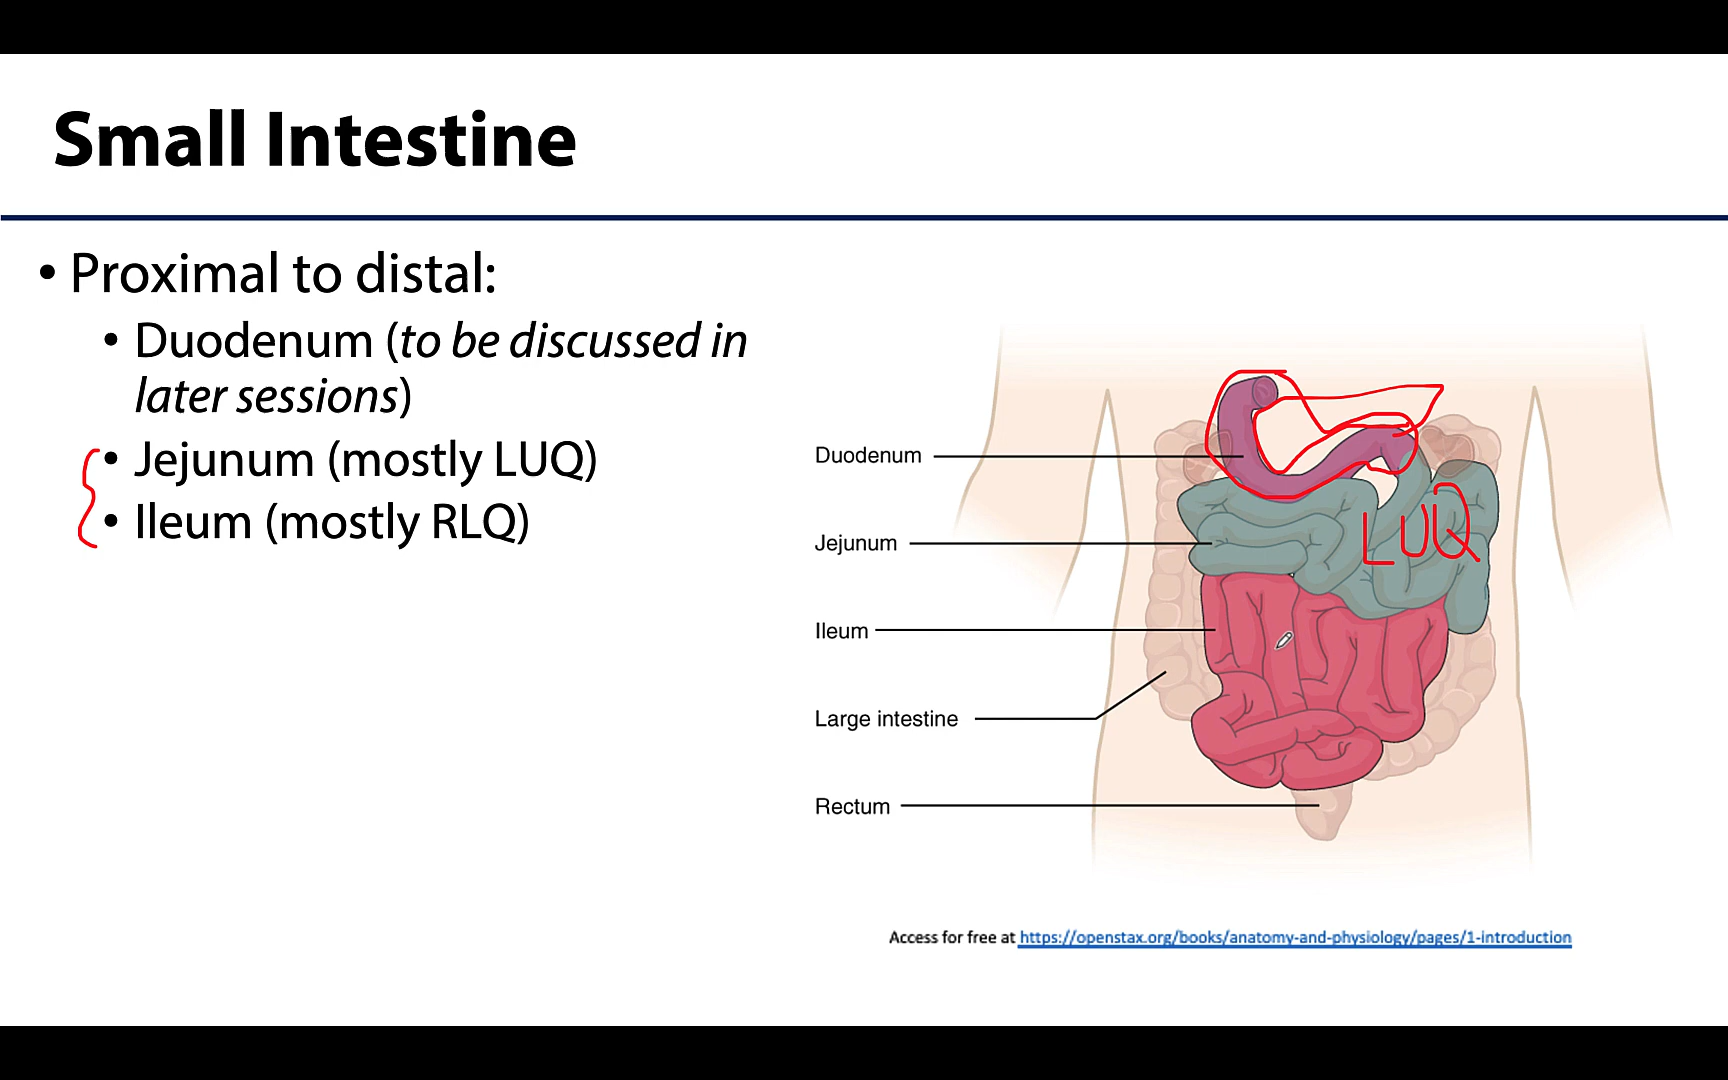 Small Intestine
• Proximal to distal:
• Duodenum (to be discussed in
later sessions)
• Jejunum (mostly LUQ)
• Ileum (mostly RLQ)
Duodenum
Jejunum
LUQ
Ileum
Large intestine
Rectum
Access for free at https://openstax.org/books/anatomy-and-physiology/pages/1-introduction